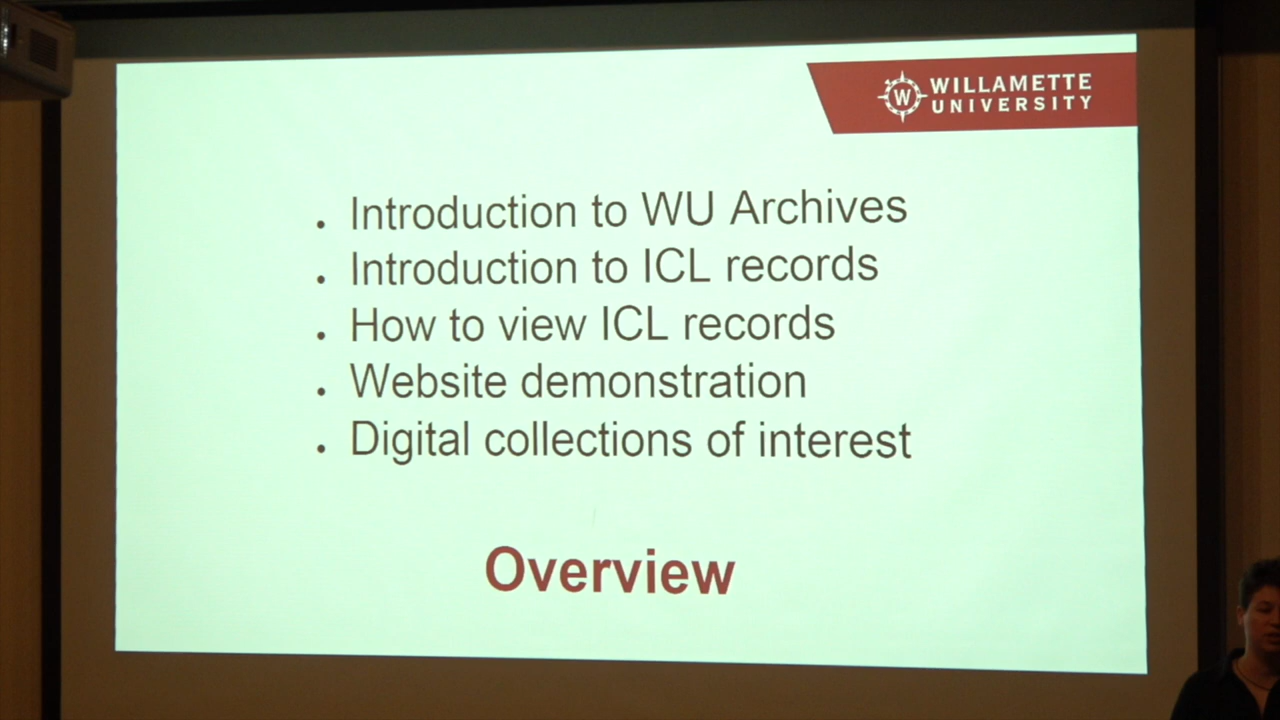 W
WILLAMETTE
UNIVERSITY
. Introduction to WU Archives
. Introduction to ICL records
. How to view ICL records
. Website demonstration
. Digital collections of interest
Overview